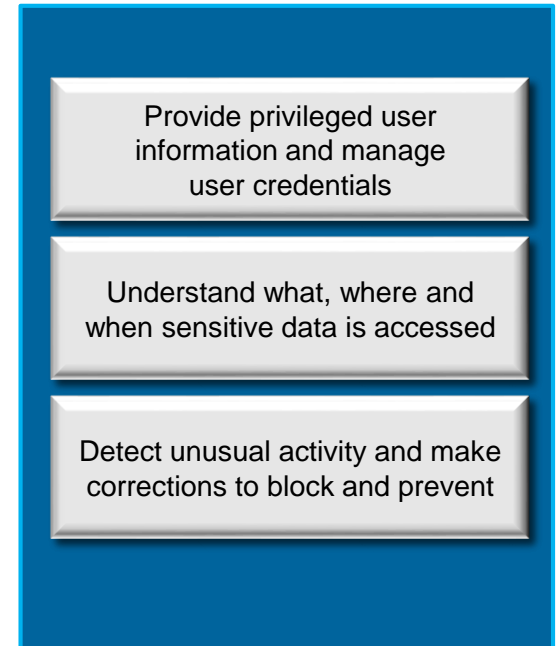 Provide privileged user
information and manage
user credentials
Understand what, where and
when sensitive data is accessed
Detect unusual activity and make
corrections to block and prevent